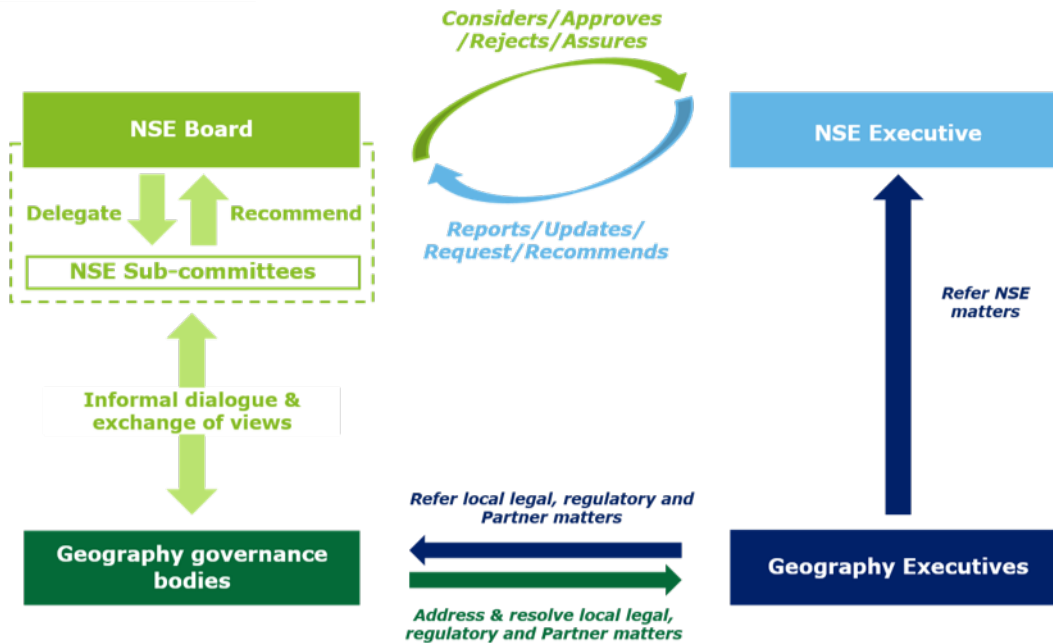 Considers/Approves
/Rejects/Assures
NSE Board
NSE Executive
Delegate
Recommend
Reports/Updates/
Request/Recommends
NSE Sub-committees
Refer NSE
matters
Informal dialogue &
exchange of views
Refer local legal, regulatory and
Partner matters
Geography governance
bodies
Geography Executives
Address & resolve local legal,
regulatory and Partner matters